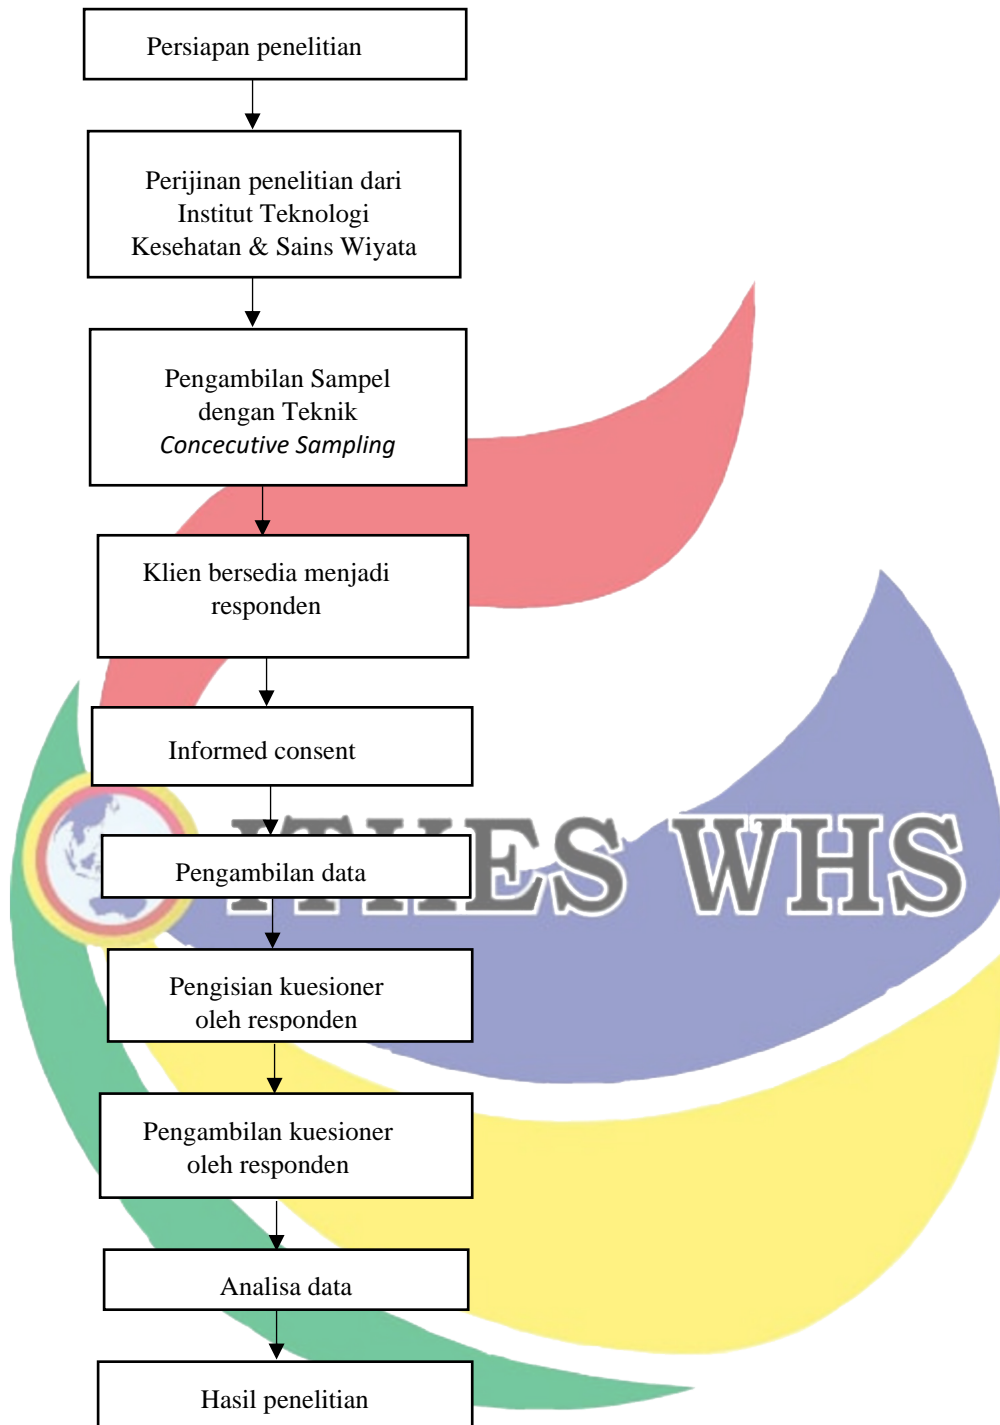 Persiapan penelitian
Perijinan penelitian dari
Institut Teknologi
Kesehatan & Sains Wiyata
Pengambilan Sampel
dengan Teknik
Concecutive Sampling
Klien bersedia menjadi
responden
Informed consent
ITKES WHS
Pengambilan data
Pengisian kuesioner
oleh responden
Pengambilan kuesioner
oleh responden
Analisa data
Hasil penelitian